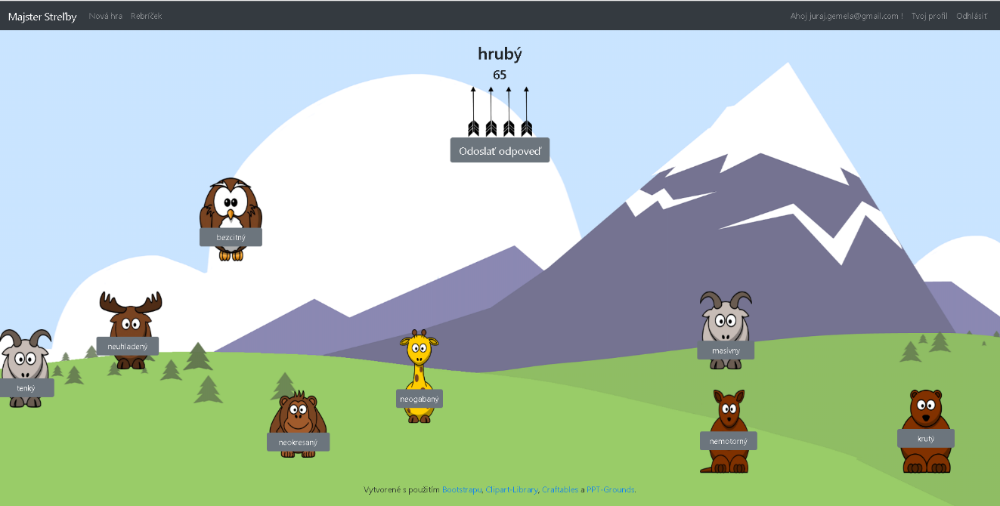 Majster Streľby Nová hra Rebríček Ahoj juraj.gemela@gmail.com ! Tvoj profil Odhlásiť
hrubý
65
Odoslať odpoveď
bezcitný
neuhladený
masívny
tenký
neogabaný
neokresaný
nemotorný
krutý
Vytvorené s použitím Bootstrapu, Clipart-Library, Craftables a PPT-Grounds.